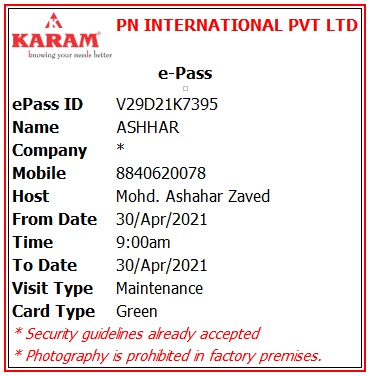 KARAM
knowing your needs better
PN INTERNATIONAL PVT LTD
e-Pass
ePass ID V29D21K7395
Name ASHHAR
Company *
Mobile 8840620078
Host Mohd. Ashahar Zaved
From Date 30/Apr/2021
Time 9:00am
To Date 30/Apr/2021
Visit Type Maintenance
Card Type Green
* Security guidelines already accepted
* Photography is prohibited in factory premises.